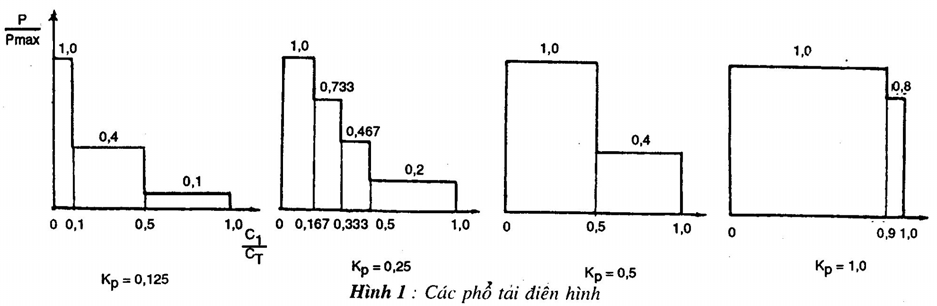 P
Pmax
1,0
0,4
0,1
0 0,1 0,5 1,0
C1
CT
Kp = 0,125
1,0
0,733
0,467
0,2
0 0,167 0,333 0,5 1,0
Kp = 0,25
1,0
0,4
0 0,5 1,0
Kp = 0,5
1,0
0,8
0 0,9 1,0
Kp = 1,0
Hình 1 : Các phổ tải điên hình